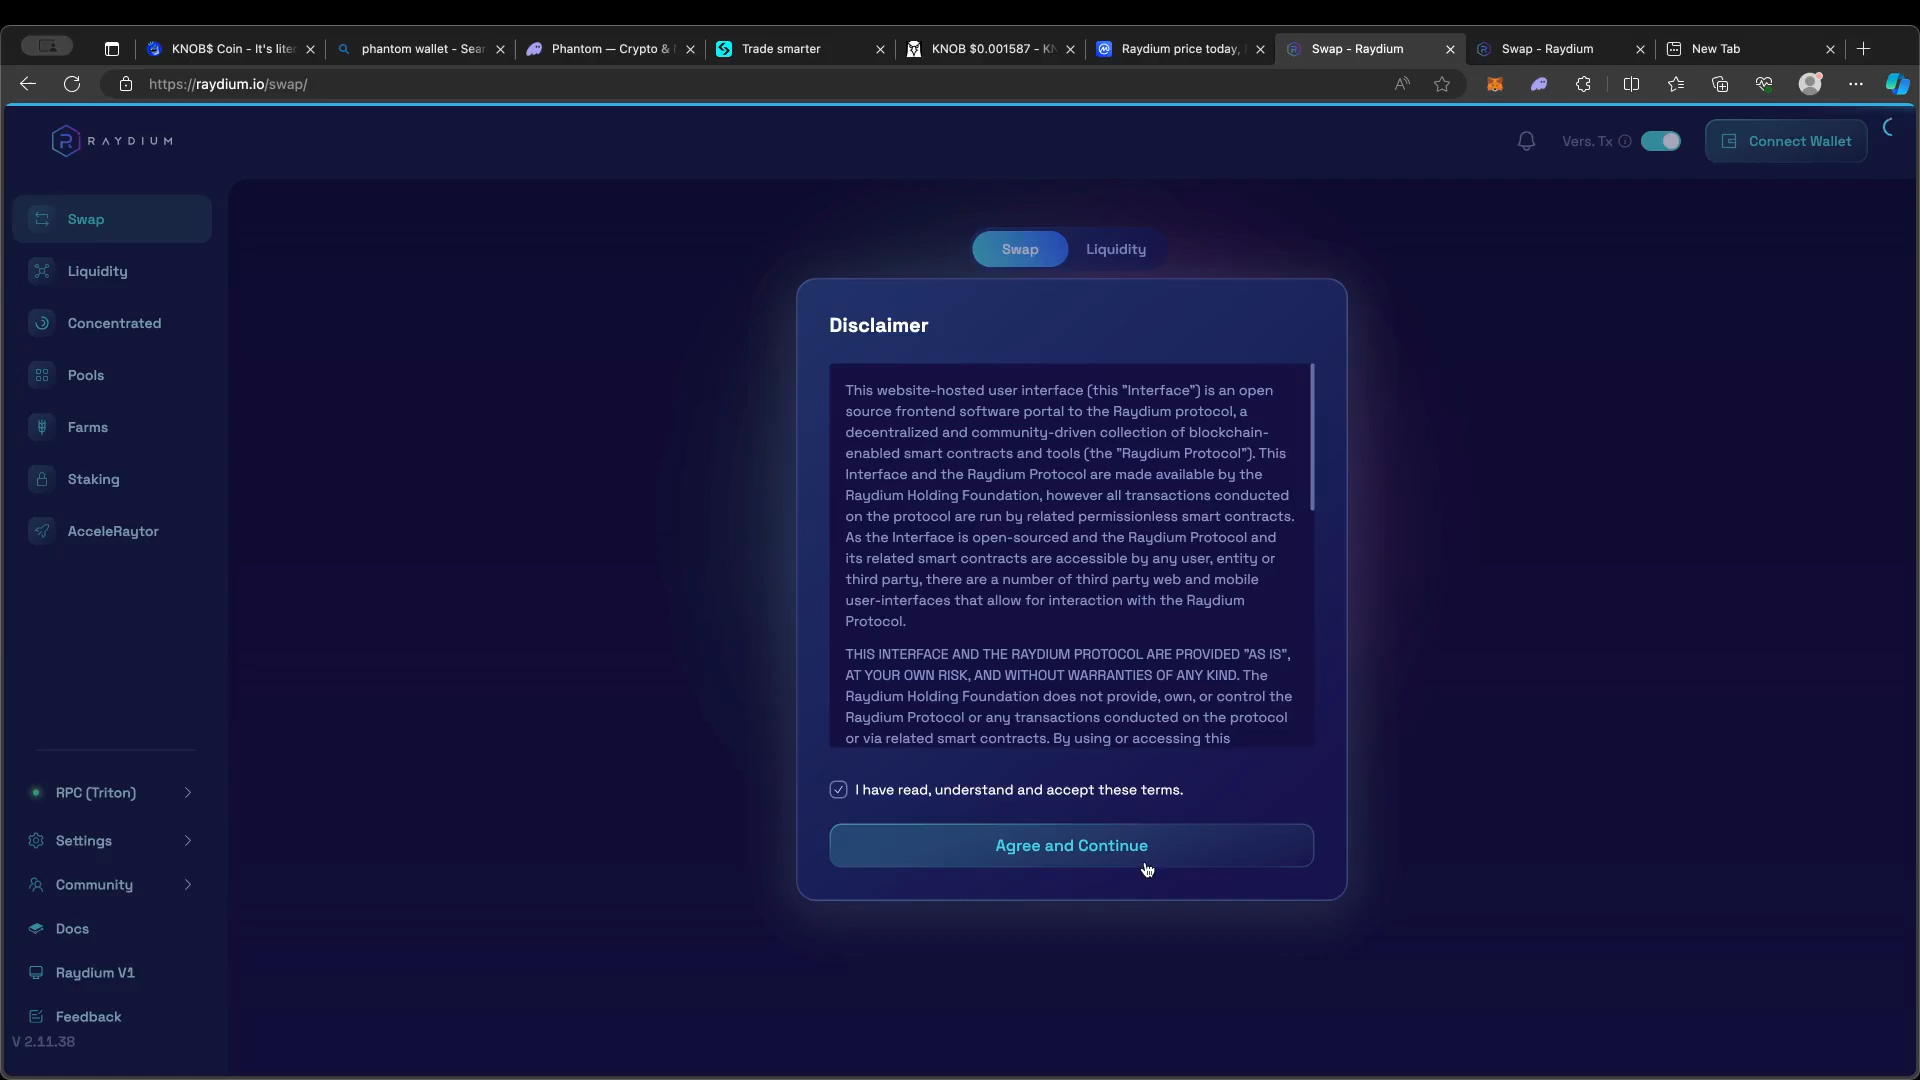 KNOB$ Coin - It's liter
phantom wallet - Sear
Phantom — Crypto &
Trade smarter
KNOB $0.001587 - KN
Raydium price today,
Swap - Raydium
Swap - Raydium
New Tab
https://raydium.io/swap/
RAYDIUM
Vers. Tx
Connect Wallet
Swap
Liquidity
Concentrated
Pools
Farms
Staking
AcceleRaytor
RPC (Triton)
Settings
Community
Docs
Raydium V1
Feedback
V 2.11.38
Swap
Liquidity
Disclaimer
This website-hosted user interface (this "Interface") is an open
source frontend software portal to the Raydium protocol, a
decentralized and community-driven collection of blockchain-
enabled smart contracts and tools (the "Raydium Protocol"). This
Interface and the Raydium Protocol are made available by the
Raydium Holding Foundation, however all transactions conducted
on the protocol are run by related permissionless smart contracts.
As the Interface is open-sourced and the Raydium Protocol and
its related smart contracts are accessible by any user, entity or
third party, there are a number of third party web and mobile
user-interfaces that allow for interaction with the Raydium
Protocol.
THIS INTERFACE AND THE RAYDIUM PROTOCOL ARE PROVIDED "AS IS",
AT YOUR OWN RISK, AND WITHOUT WARRANTIES OF ANY KIND. The
Raydium Holding Foundation does not provide, own, or control the
Raydium Protocol or any transactions conducted on the protocol
or via related smart contracts. By using or accessing this
I have read, understand and accept these terms.
Agree and Continue